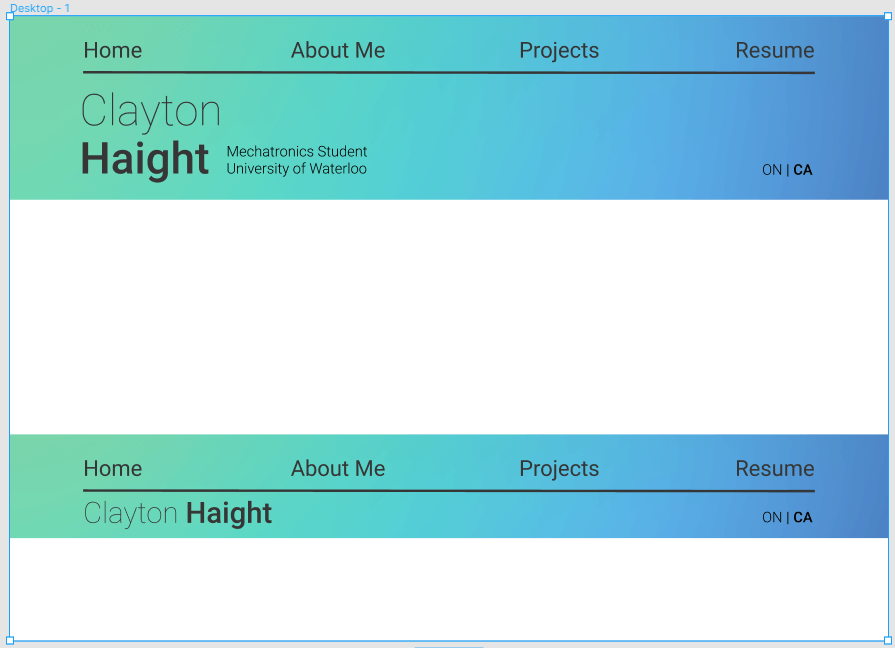 Desktop - 1
Home About Me Projects Resume
Clayton
Haight
Mechatronics Student
University of Waterloo
ON | CA
Home About Me Projects Resume
Clayton Haight
ON | CA